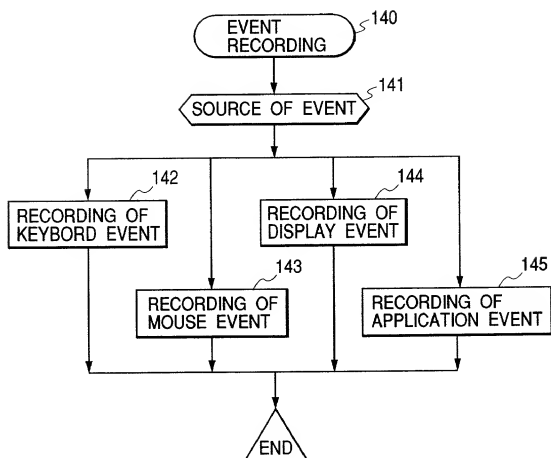 EVENT
RECORDING
140
SOURCE OF EVENT
141
142
RECORDING OF
KEYBORD EVENT
144
RECORDING OF
DISPLAY EVENT
143
RECORDING OF
MOUSE EVENT
145
RECORDING OF
APPLICATION EVENT
END